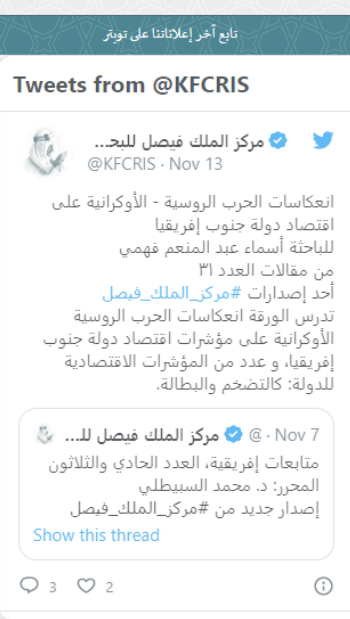 تابع آخر إعلاناتنا على تويتر
Tweets from @KFCRIS
مركز الملك فيصل للبحـ...
@KFCRIS · Nov 13
انعكاسات الحرب الروسية - الأوكرانية على
اقتصاد دولة جنوب إفريقيا
للباحثة أسماء عبد المنعم فهمي
من مقالات العدد ٣١
أحد إصدارات #مركز_الملك_فيصل
تدرس الورقة انعكاسات الحرب الروسية
الأوكرانية على مؤشرات اقتصاد دولة جنوب
إفريقيا، و عدد من المؤشرات الاقتصادية
للدولة: كالتضخم والبطالة.
مركز الملك فيصل للـ... @ · Nov 7
متابعات إفريقية، العدد الحادي والثلاثون
المحرر: د. محمد السبيطلي
إصدار جديد من #مركز_الملك_فيصل
Show this thread
3 2